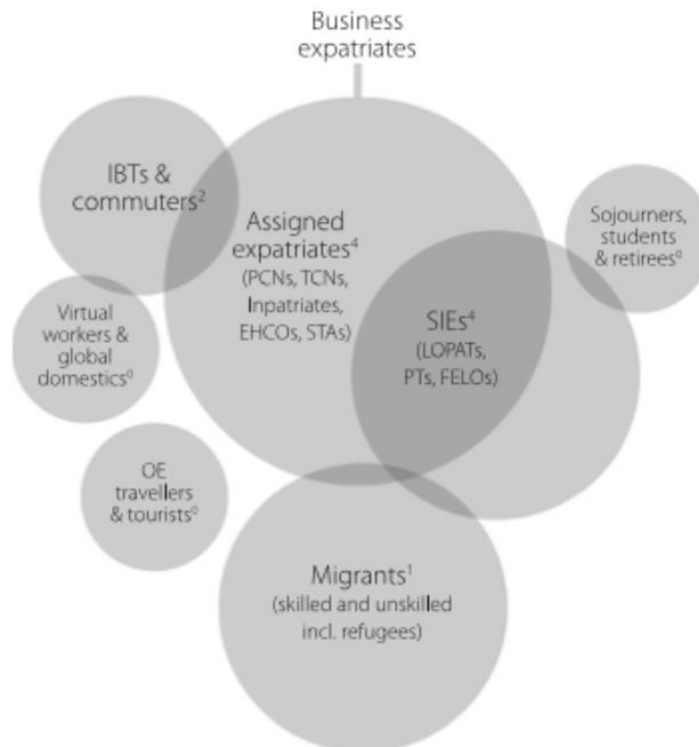 Business
expatriates
IBTs &
commuters²
Assigned
expatriates⁴
(PCNs, TCNs,
Inpatriates,
EHCOs, STAs)
Sojourners,
students
& retirees⁰
SIEs⁴
(LOPATs,
PTs, FELOs)
Virtual
workers &
global
domestics⁰
OE
travellers
& tourists⁰
Migrants¹
(skilled and unskilled
incl. refugees)